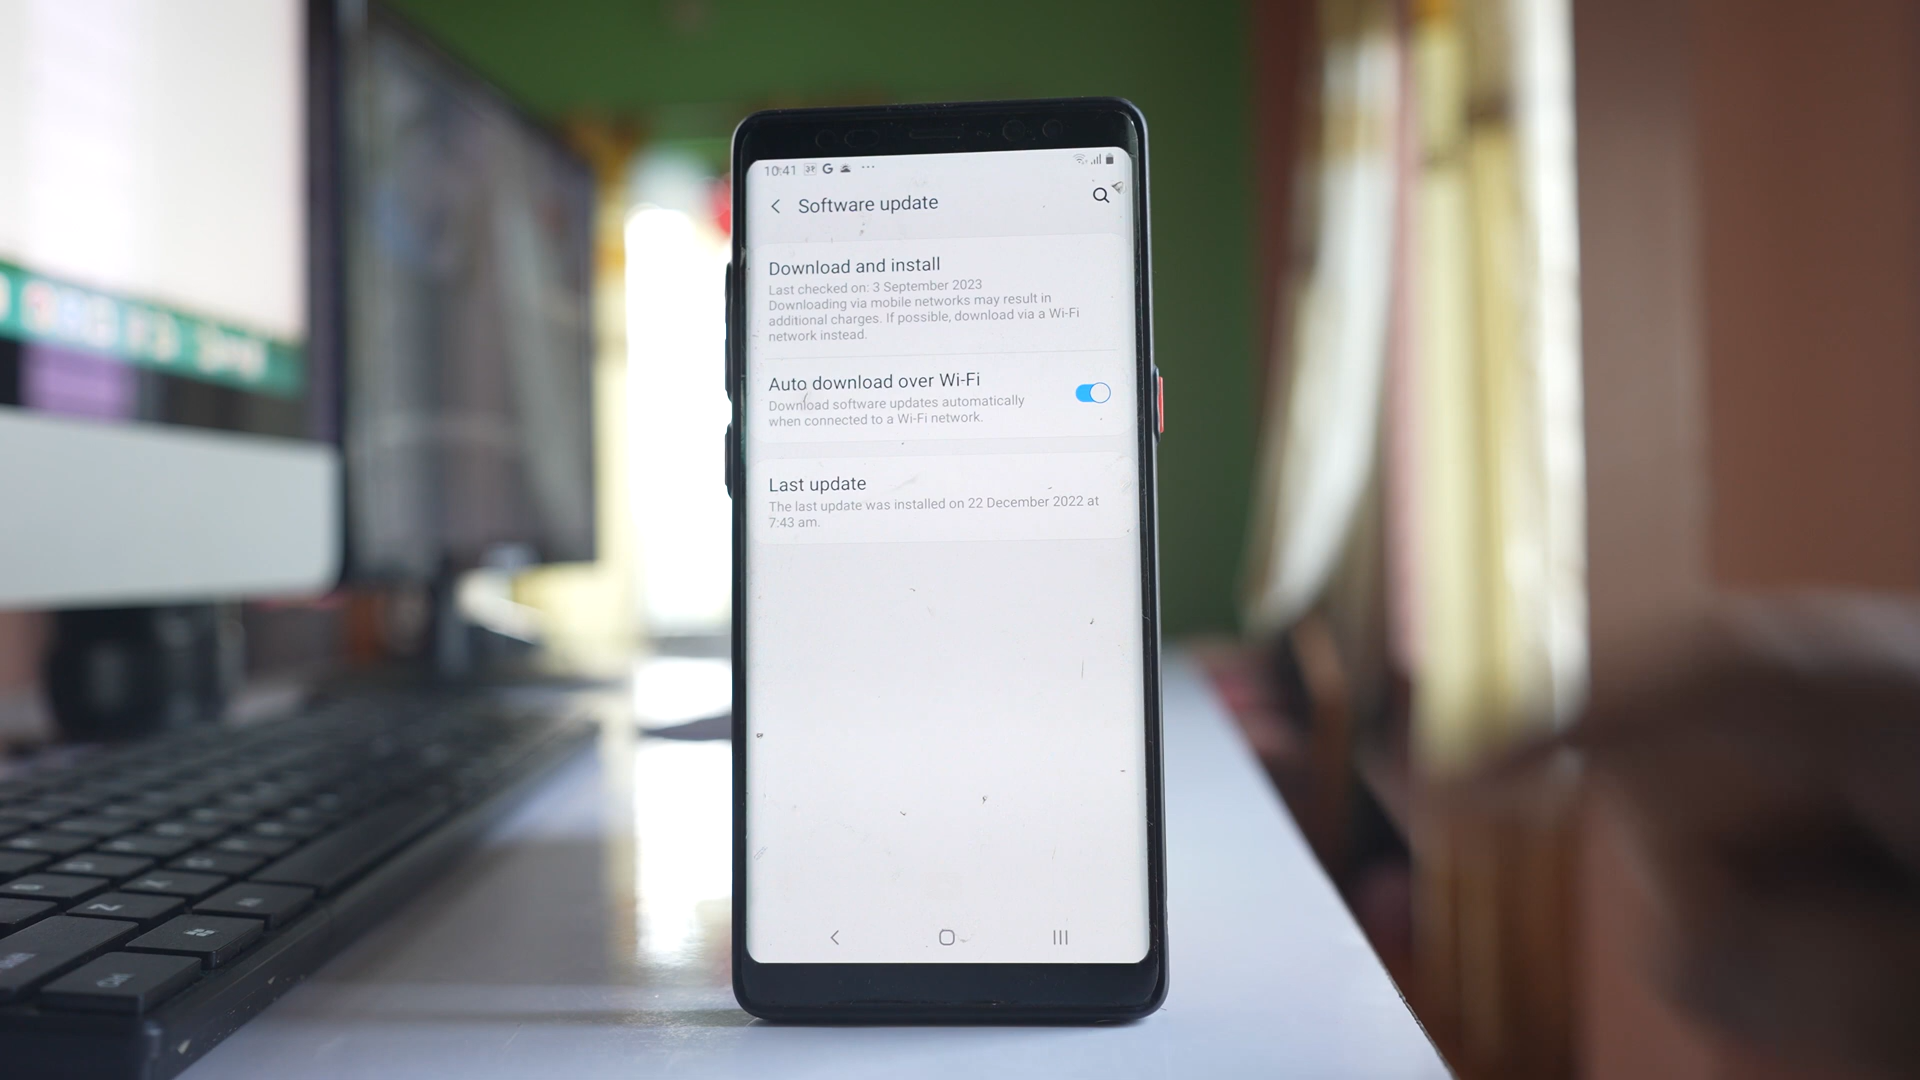 10:41
Software update
Download and install
Last checked on: 3 September 2023
Downloading via mobile networks may result in
additional charges. If possible, download via a Wi-Fi
network instead.
Auto download over Wi-Fi
Download software updates automatically
when connected to a Wi-Fi network.
Last update
The last update was installed on 22 December 2022 at
7:43 am.